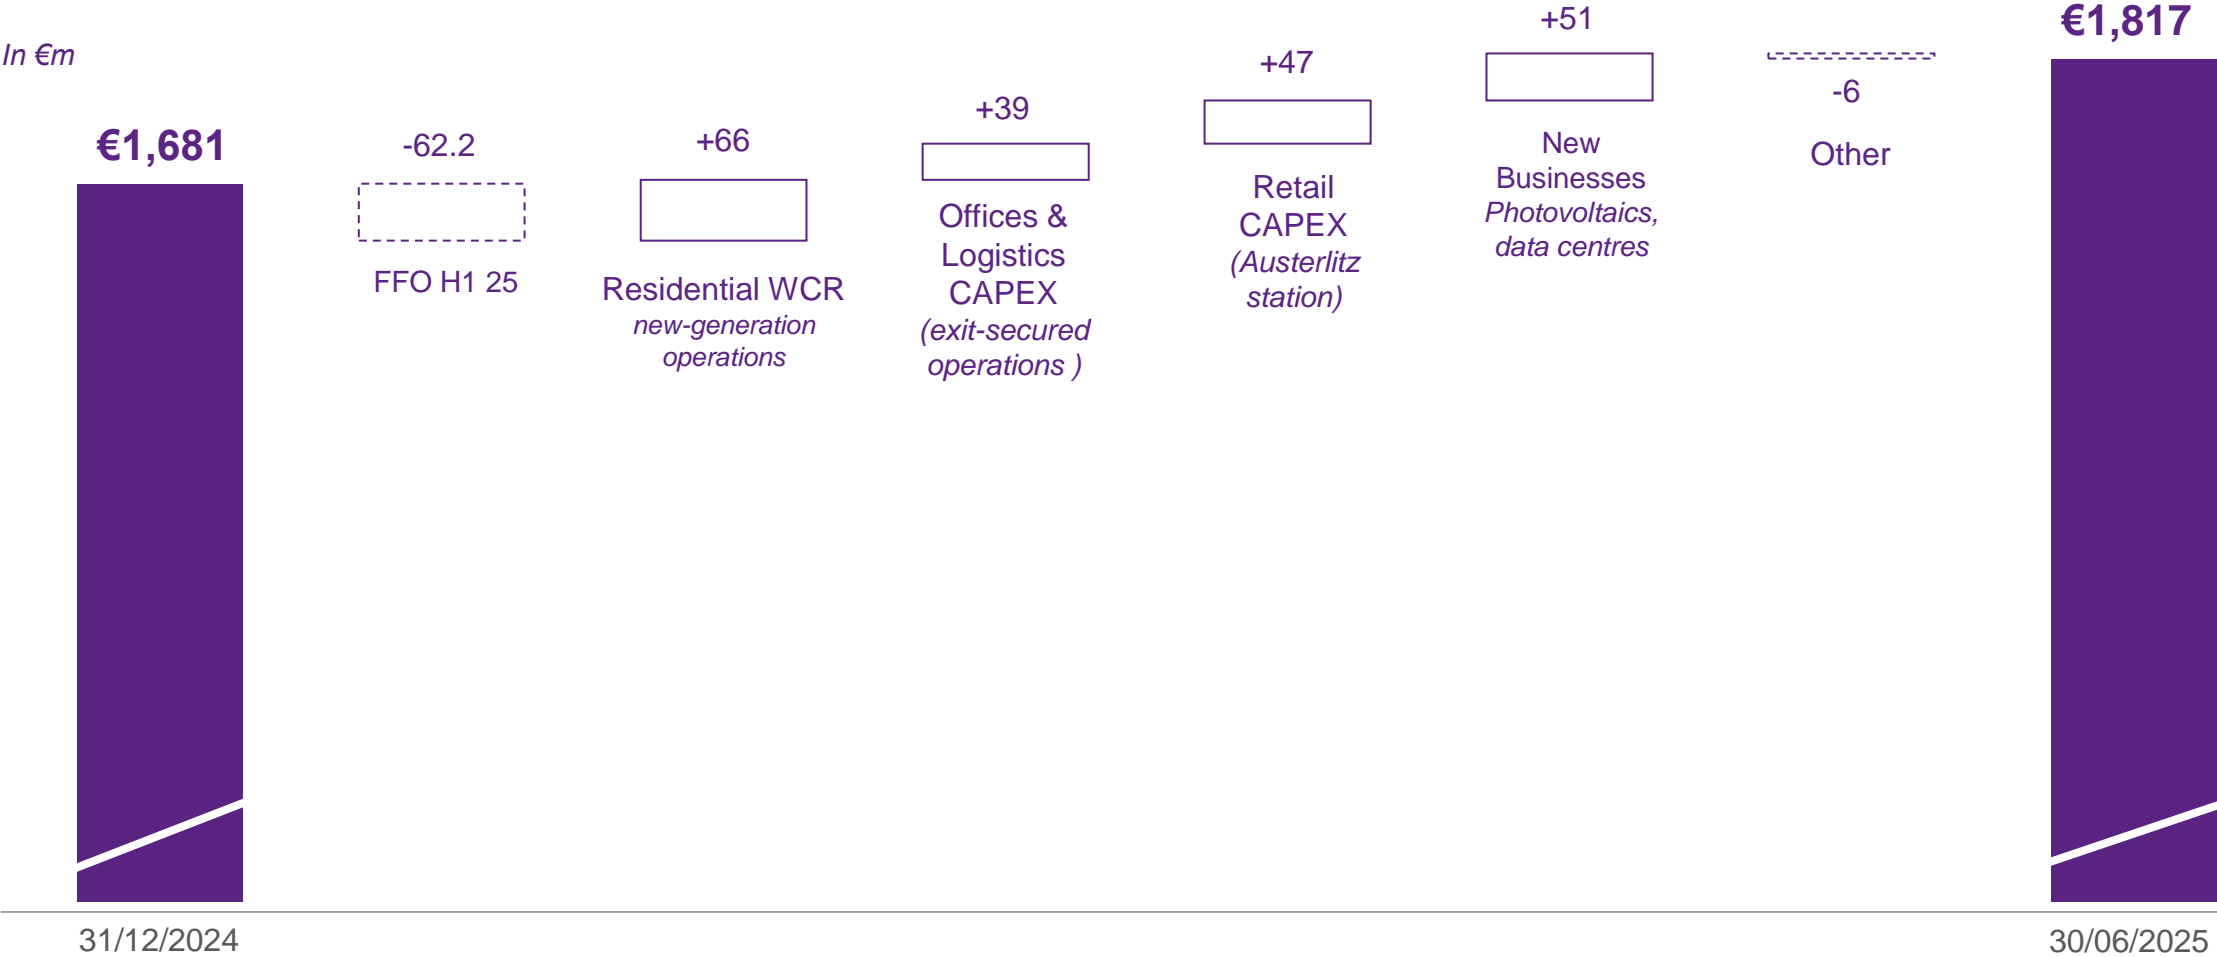 In €m
€1,681
31/12/2024
-62.2
FFO H1 25
+66
Residential WCR
new-generation
operations
+39
Offices &
Logistics
CAPEX
(exit-secured
operations )
+47
Retail
CAPEX
(Austerlitz
station)
+51
New
Businesses
Photovoltaics,
data centres
-6
Other
€1,817
30/06/2025